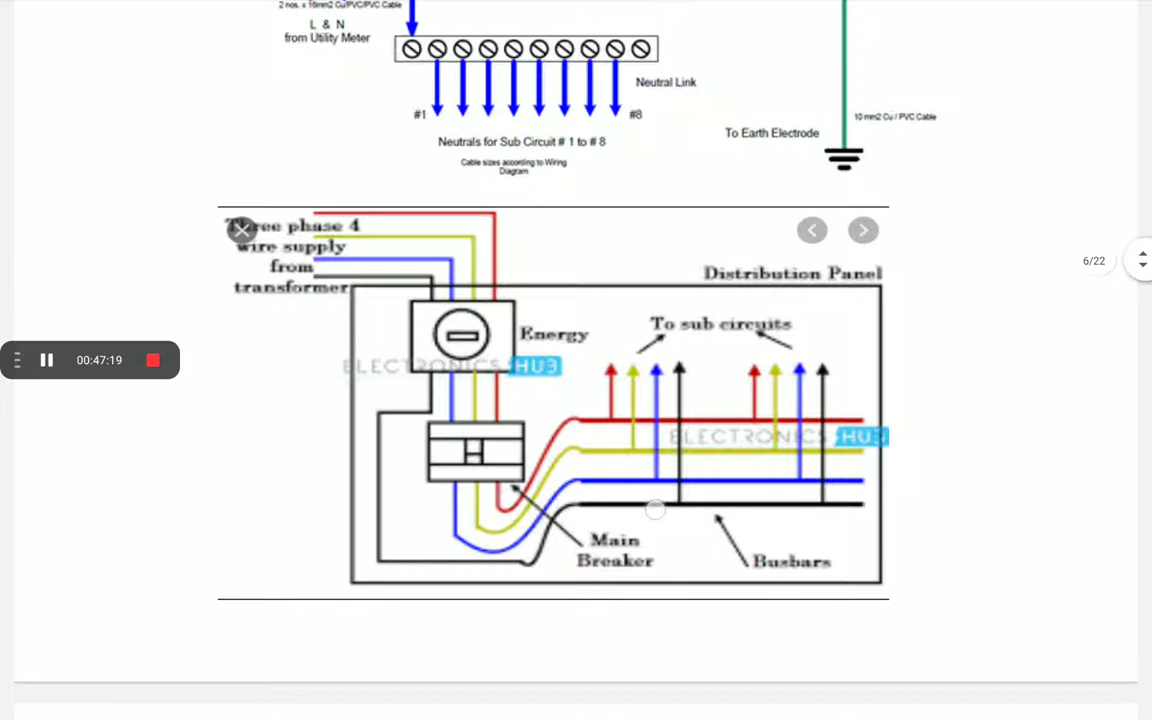 2 nos. x 16mm2 Cu/PVC/PVC Cable
L & N
from Utility Meter
Neutral Link
#1
#8
Neutrals for Sub Circuit # 1 to # 8
Cable sizes according to Wiring
Diagram
To Earth Electrode
10 mm2 Cu / PVC Cable
Three phase 4
wire supply
from
transformer
Distribution Panel
6/22
Energy
To sub circuits
ELECTRONICS HUB
00:47:19
ELECTRONICS HUB
Main
Breaker
Busbars